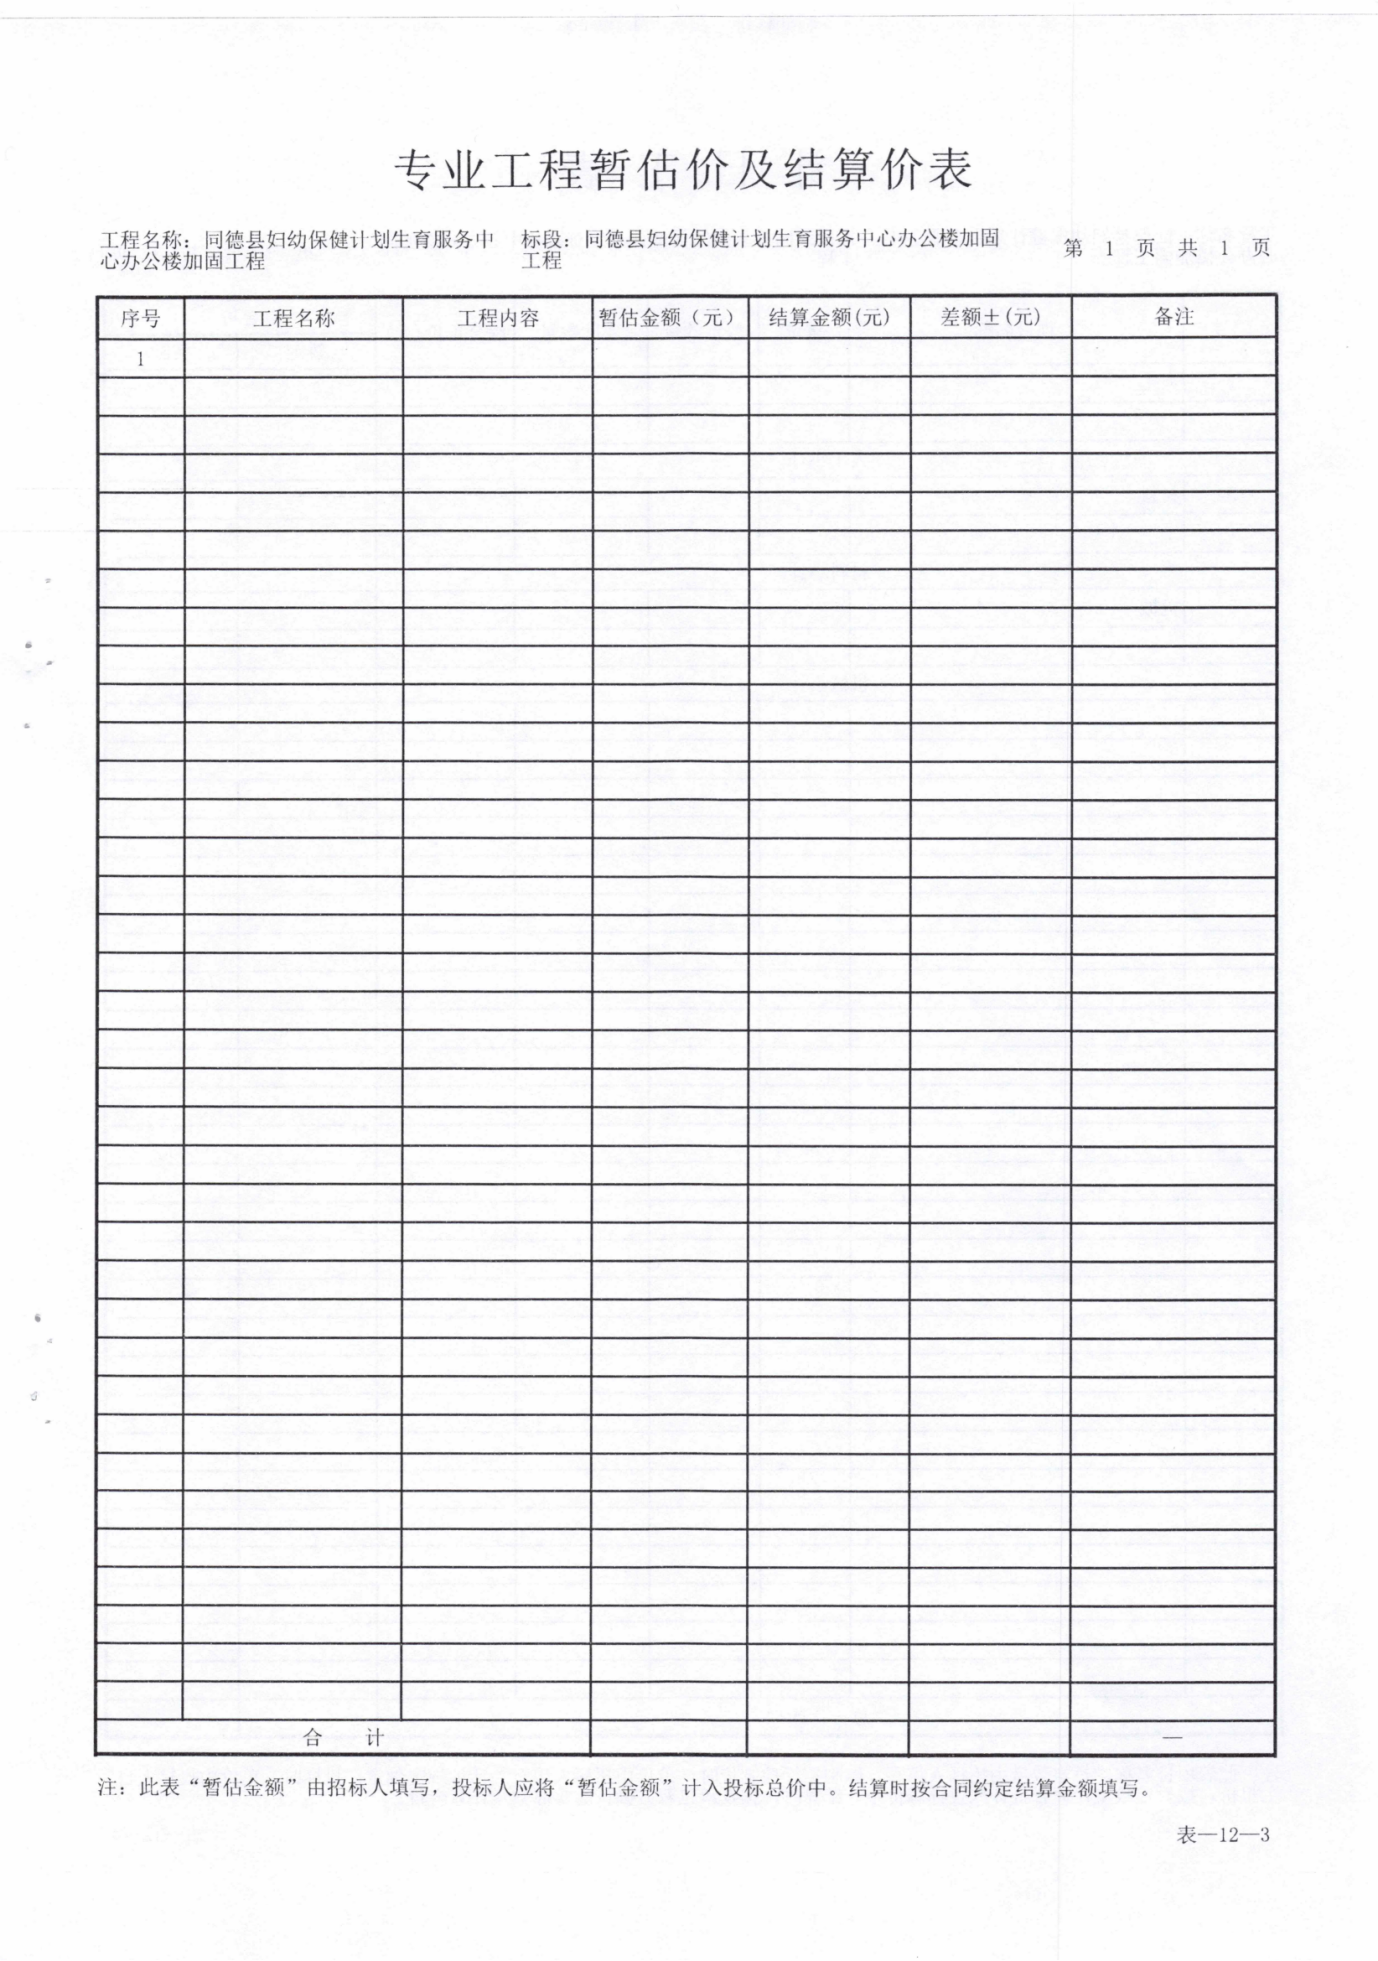 专业工程暂估价及结算价表
工程名称：同德县妇幼保健计划生育服务中
心办公楼加固工程
标段：同德县妇幼保健计划生育服务中心办公楼加固
工程
第 1 页 共 1 页
序号 工程名称 工程内容 暂估金额（元） 结算金额(元) 差额±(元) 备注
1
合 计 —
注：此表“暂估金额”由招标人填写，投标人应将“暂估金额”计入投标总价中。结算时按合同约定结算金额填写。
表—12—3